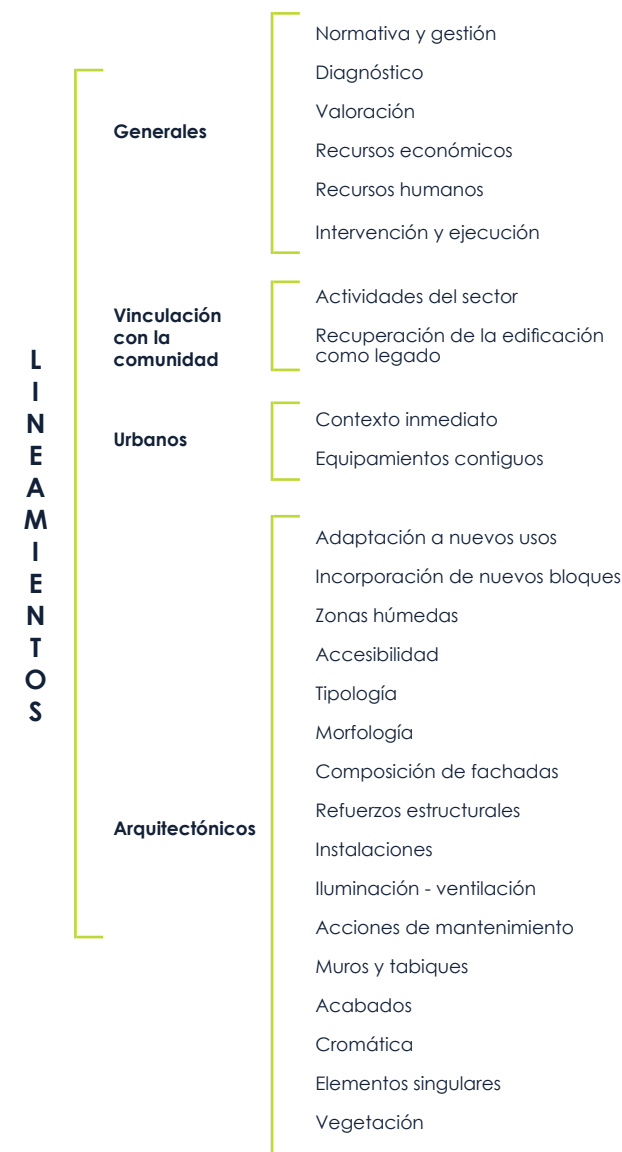 LINEAMIENTOS
Generales
Normativa y gestión
Diagnóstico
Valoración
Recursos económicos
Recursos humanos
Intervención y ejecución
Vinculación
con la
comunidad
Actividades del sector
Recuperación de la edificación
como legado
Urbanos
Contexto inmediato
Equipamientos contiguos
Arquitectónicos
Adaptación a nuevos usos
Incorporación de nuevos bloques
Zonas húmedas
Accesibilidad
Tipología
Morfología
Composición de fachadas
Refuerzos estructurales
Instalaciones
Iluminación - ventilación
Acciones de mantenimiento
Muros y tabiques
Acabados
Cromática
Elementos singulares
Vegetación